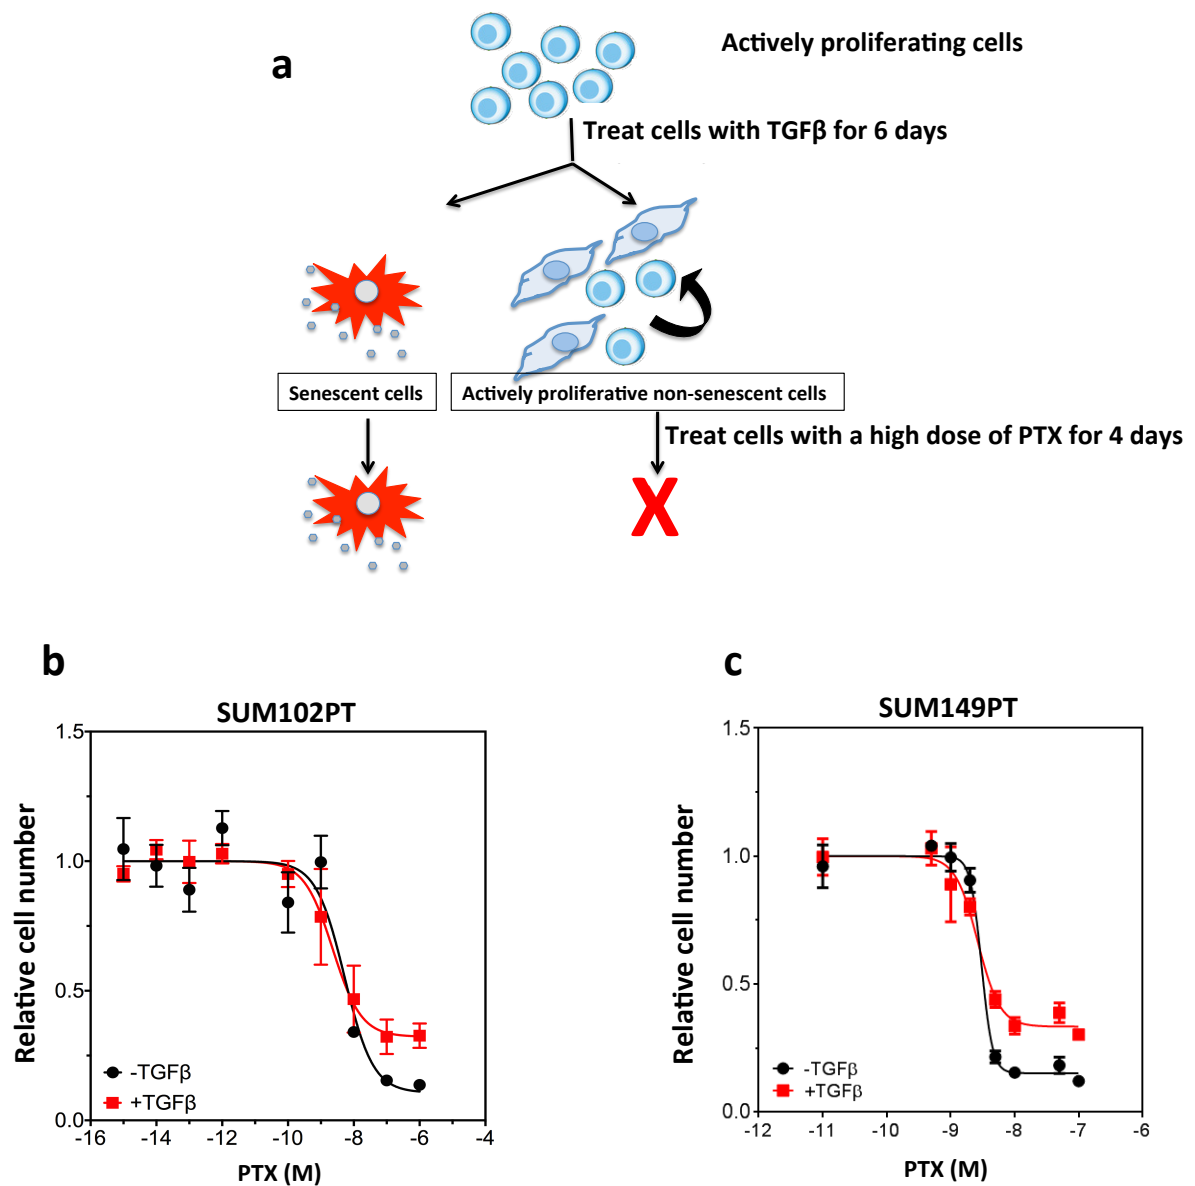 a
Actively proliferating cells
Treat cells with TGFβ for 6 days
Senescent cells
Actively proliferative non-senescent cells
Treat cells with a high dose of PTX for 4 days
X
b
SUM102PT
Relative cell number
1.5
1.0
0.5
0.0
-TGFβ
+TGFβ
-16 -14 -12 -10 -8 -6 -4
PTX (M)
c
SUM149PT
Relative cell number
1.5
1.0
0.5
0.0
-TGFβ
+TGFβ
-12 -11 -10 -9 -8 -7 -6
PTX (M)